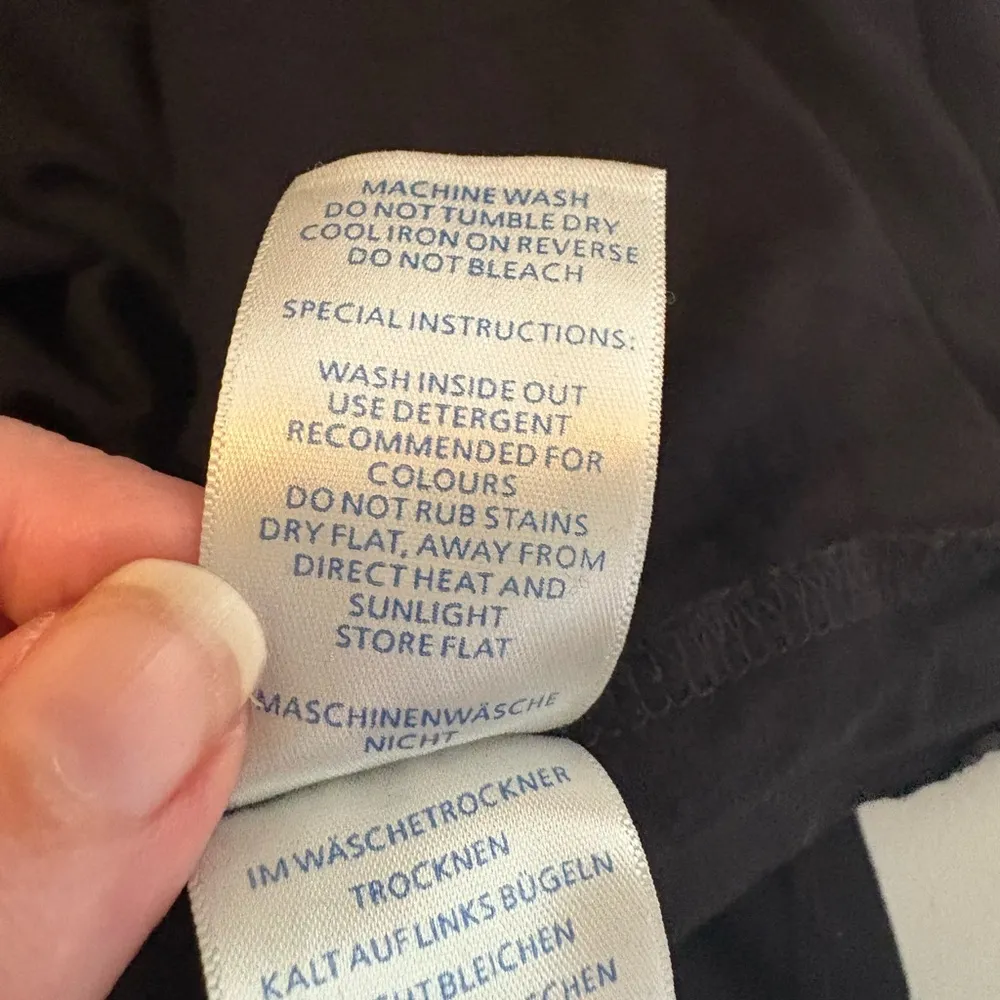 MACHINE WASH
DO NOT TUMBLE DRY
COOL IRON ON REVERSE
DO NOT BLEACH
SPECIAL INSTRUCTIONS:
WASH INSIDE OUT
USE DETERGENT
RECOMMENDED FOR
COLOURS
DO NOT RUB STAINS
DRY FLAT, AWAY FROM
DIRECT HEAT AND
SUNLIGHT
STORE FLAT
MASCHINENWÄSCHE
NICHT
IM WÄSCHETROCKNER
TROCKNEN
KALT AUF LINKS BÜGELN
BLEICHEN